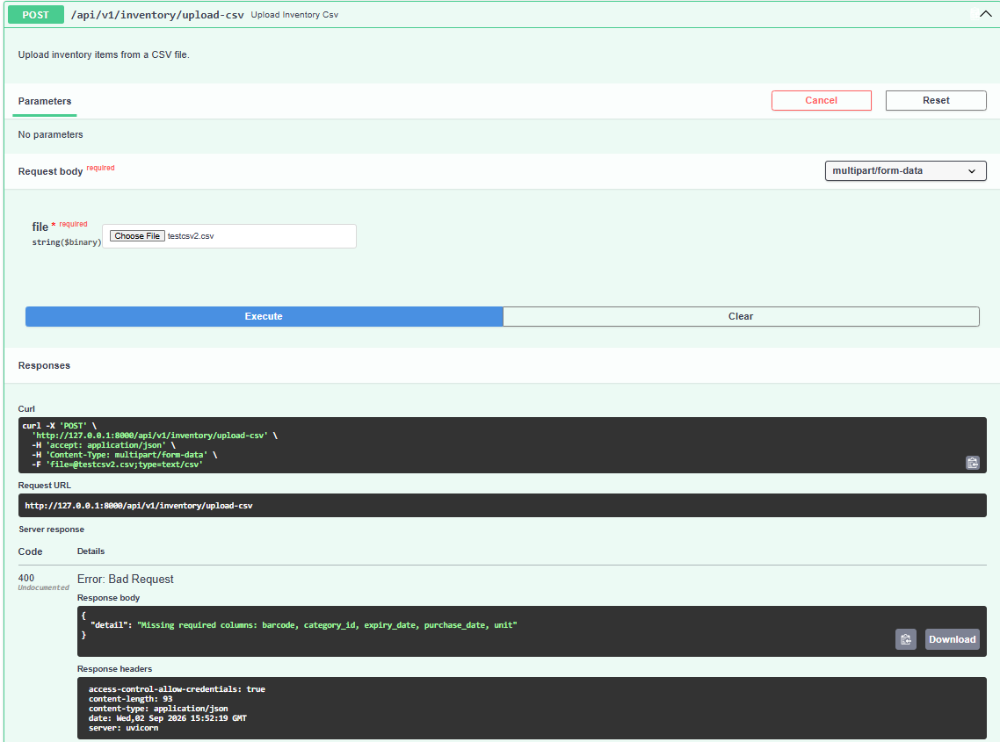 POST /api/v1/inventory/upload-csv Upload Inventory Csv
Upload inventory items from a CSV file.
Parameters
Cancel
Reset
No parameters
Request body required
multipart/form-data
file * required
string($binary)
Choose File testcsv2.csv
Execute
Clear
Responses
Curl
curl -X 'POST' \
'http://127.0.0.1:8000/api/v1/inventory/upload-csv' \
-H 'accept: application/json' \
-H 'Content-Type: multipart/form-data' \
-F 'file=@testcsv2.csv;type=text/csv'
Request URL
http://127.0.0.1:8000/api/v1/inventory/upload-csv
Server response
Code Details
400 Error: Bad Request
Undocumented
Response body
{
"detail": "Missing required columns: barcode, category_id, expiry_date, purchase_date, unit"
}
Download
Response headers
access-control-allow-credentials: true
content-length: 93
content-type: application/json
date: Wed,02 Sep 2026 15:52:19 GMT
server: uvicorn